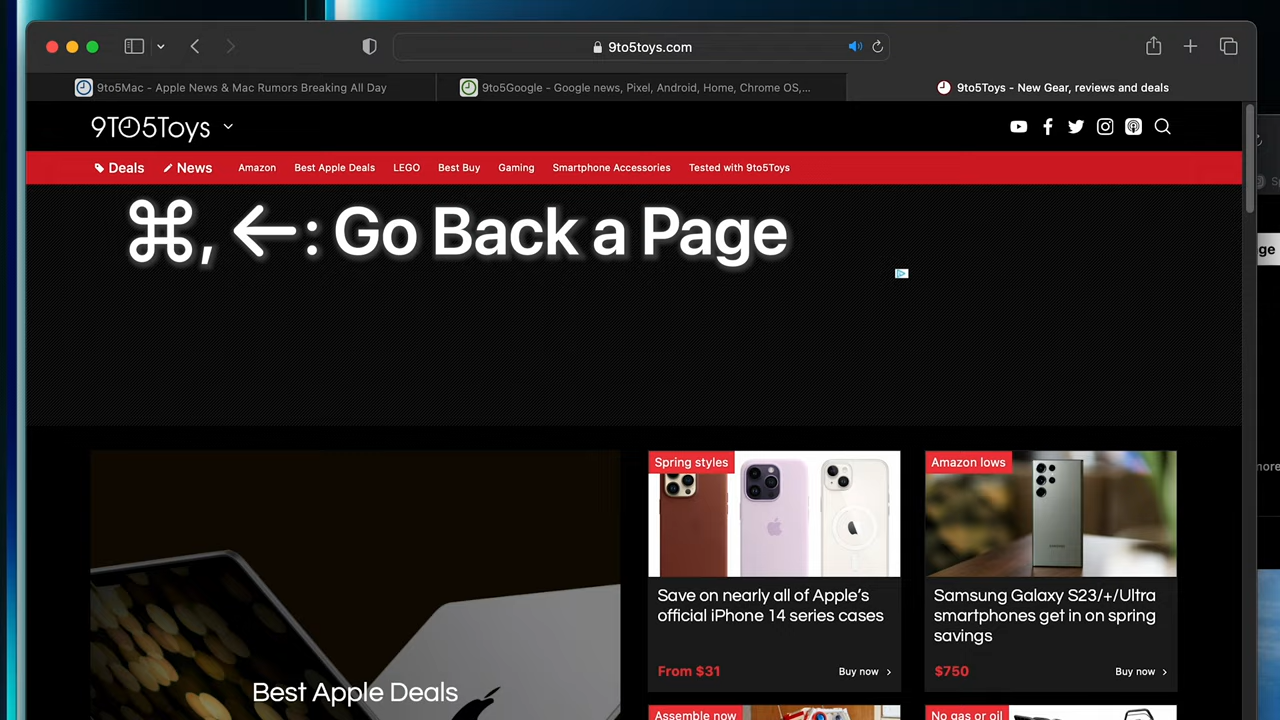 9to5toys.com
9to5Mac - Apple News & Mac Rumors Breaking All Day
9to5Google - Google news, Pixel, Android, Home, Chrome OS,...
9to5Toys - New Gear, reviews and deals
9TO5Toys
Deals
News
Amazon
Best Apple Deals
LEGO
Best Buy
Gaming
Smartphone Accessories
Tested with 9to5Toys
⌘, ←: Go Back a Page
Spring styles
Amazon lows
Save on nearly all of Apple’s
official iPhone 14 series cases
From $31
Buy now
Samsung Galaxy S23/+/Ultra
smartphones get in on spring
savings
$750
Buy now
Best Apple Deals
Assemble now
No gas or oil